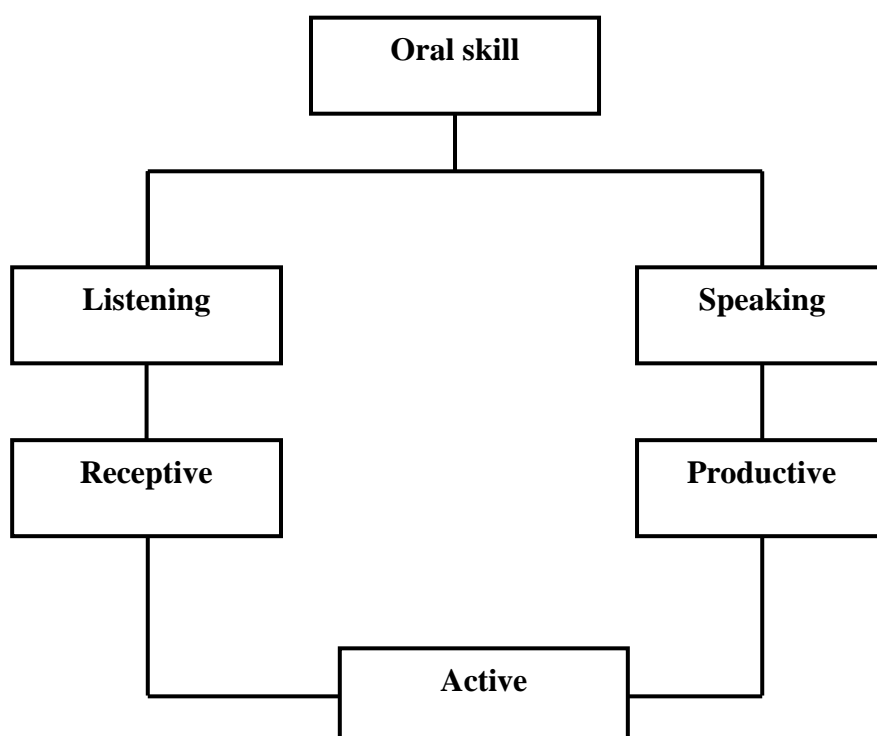 Oral skill
Listening
Speaking
Receptive
Productive
Active